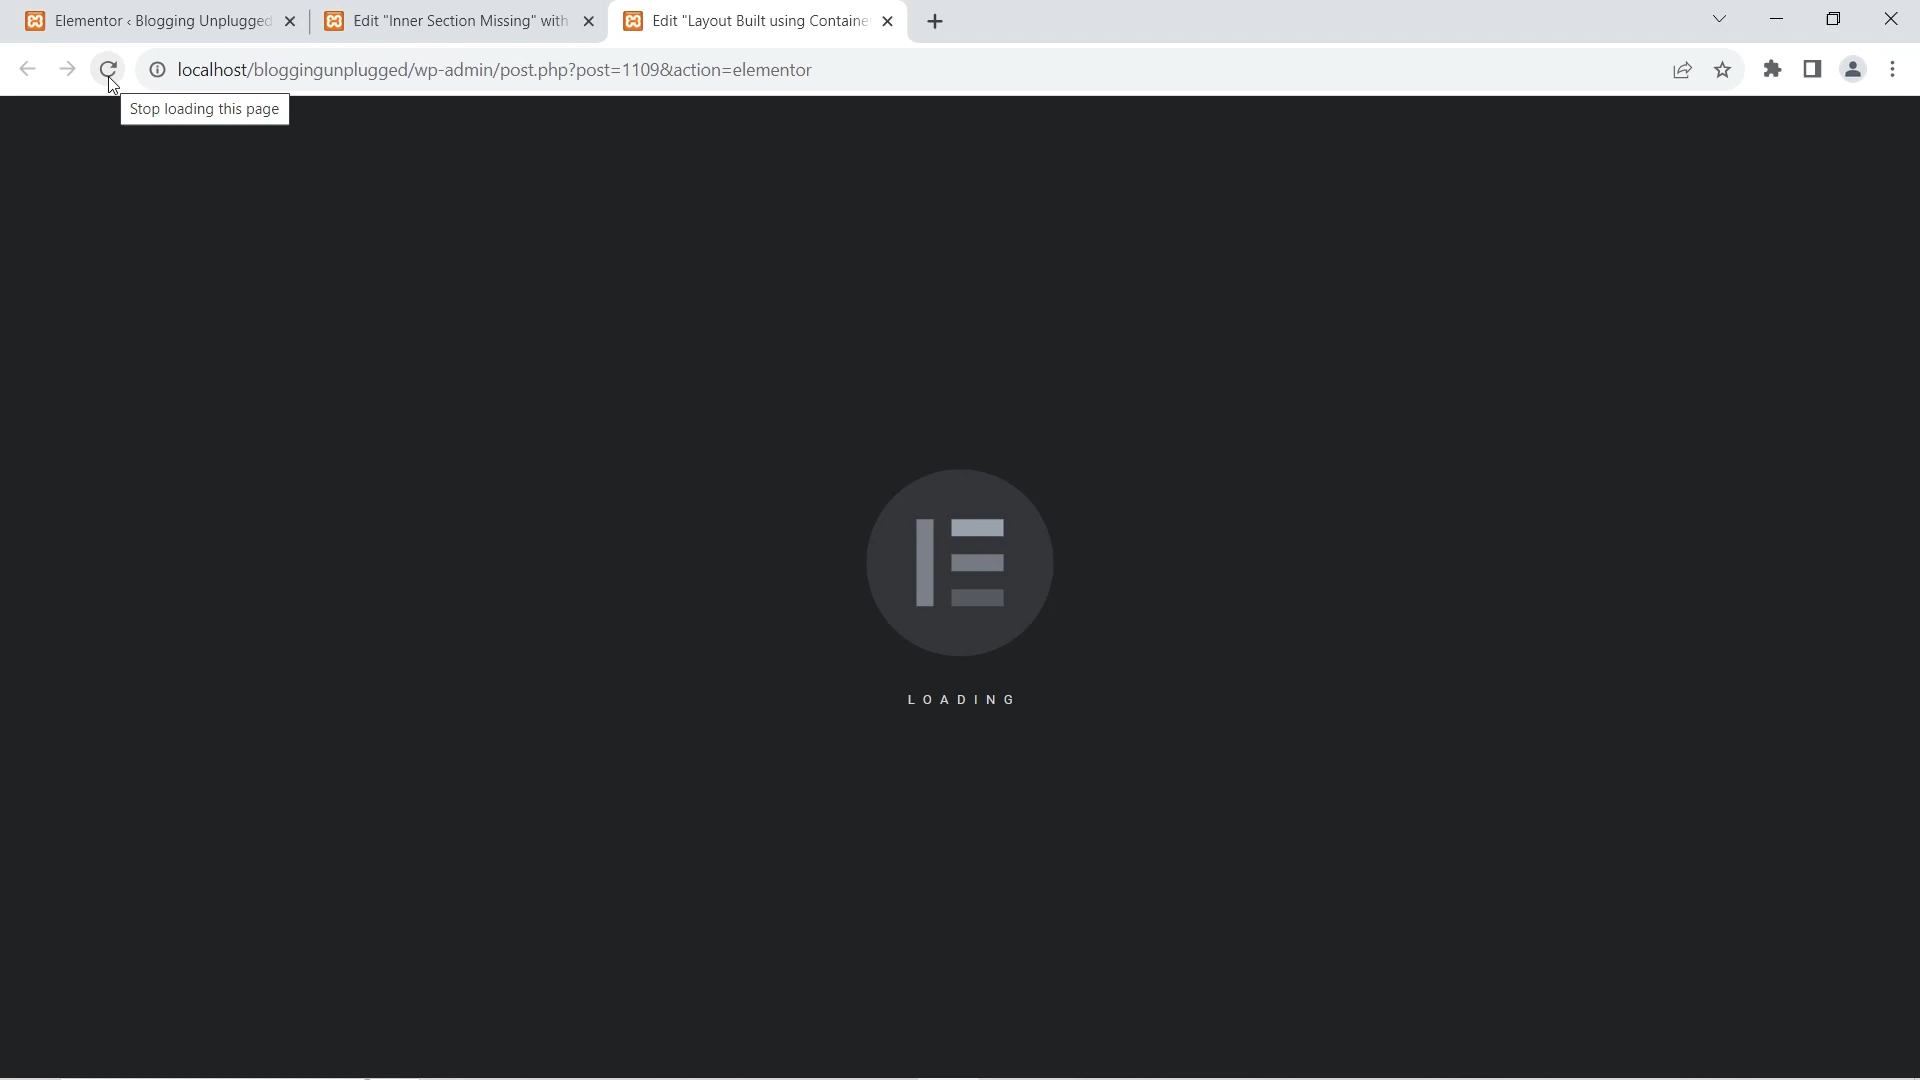 Elementor ‹ Blogging Unplugged
Edit "Inner Section Missing" with
Edit "Layout Built using Containe
localhost/bloggingunplugged/wp-admin/post.php?post=1109&action=elementor
Stop loading this page
LOADING